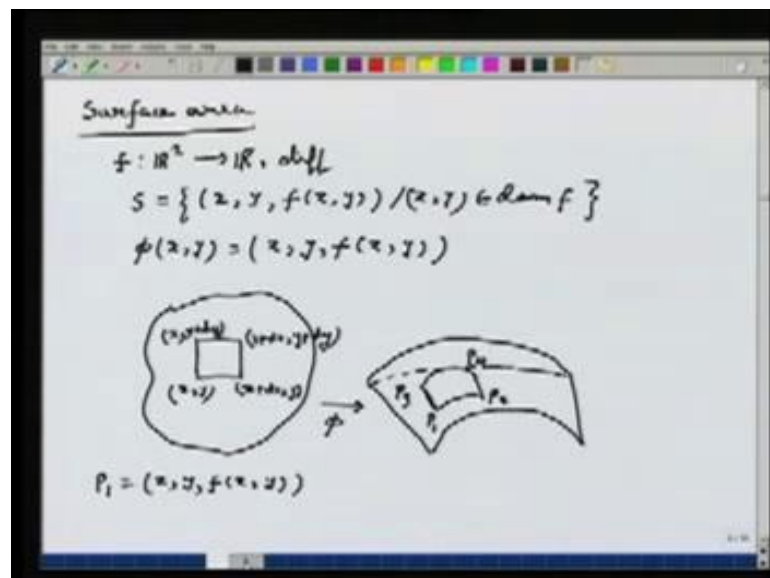 Surface area
f : ℝ² → ℝ, diff
S = { (x, y, f(x,y)) / (x,y) ∈ dom f }
φ(x,y) = (x, y, f(x,y))
(x,y+dy) (x+dx,y+dy)
(x,y) (x+dx,y)
φ
P₄
P₃ P₂
P₁
P₁ = (x, y, f(x,y))